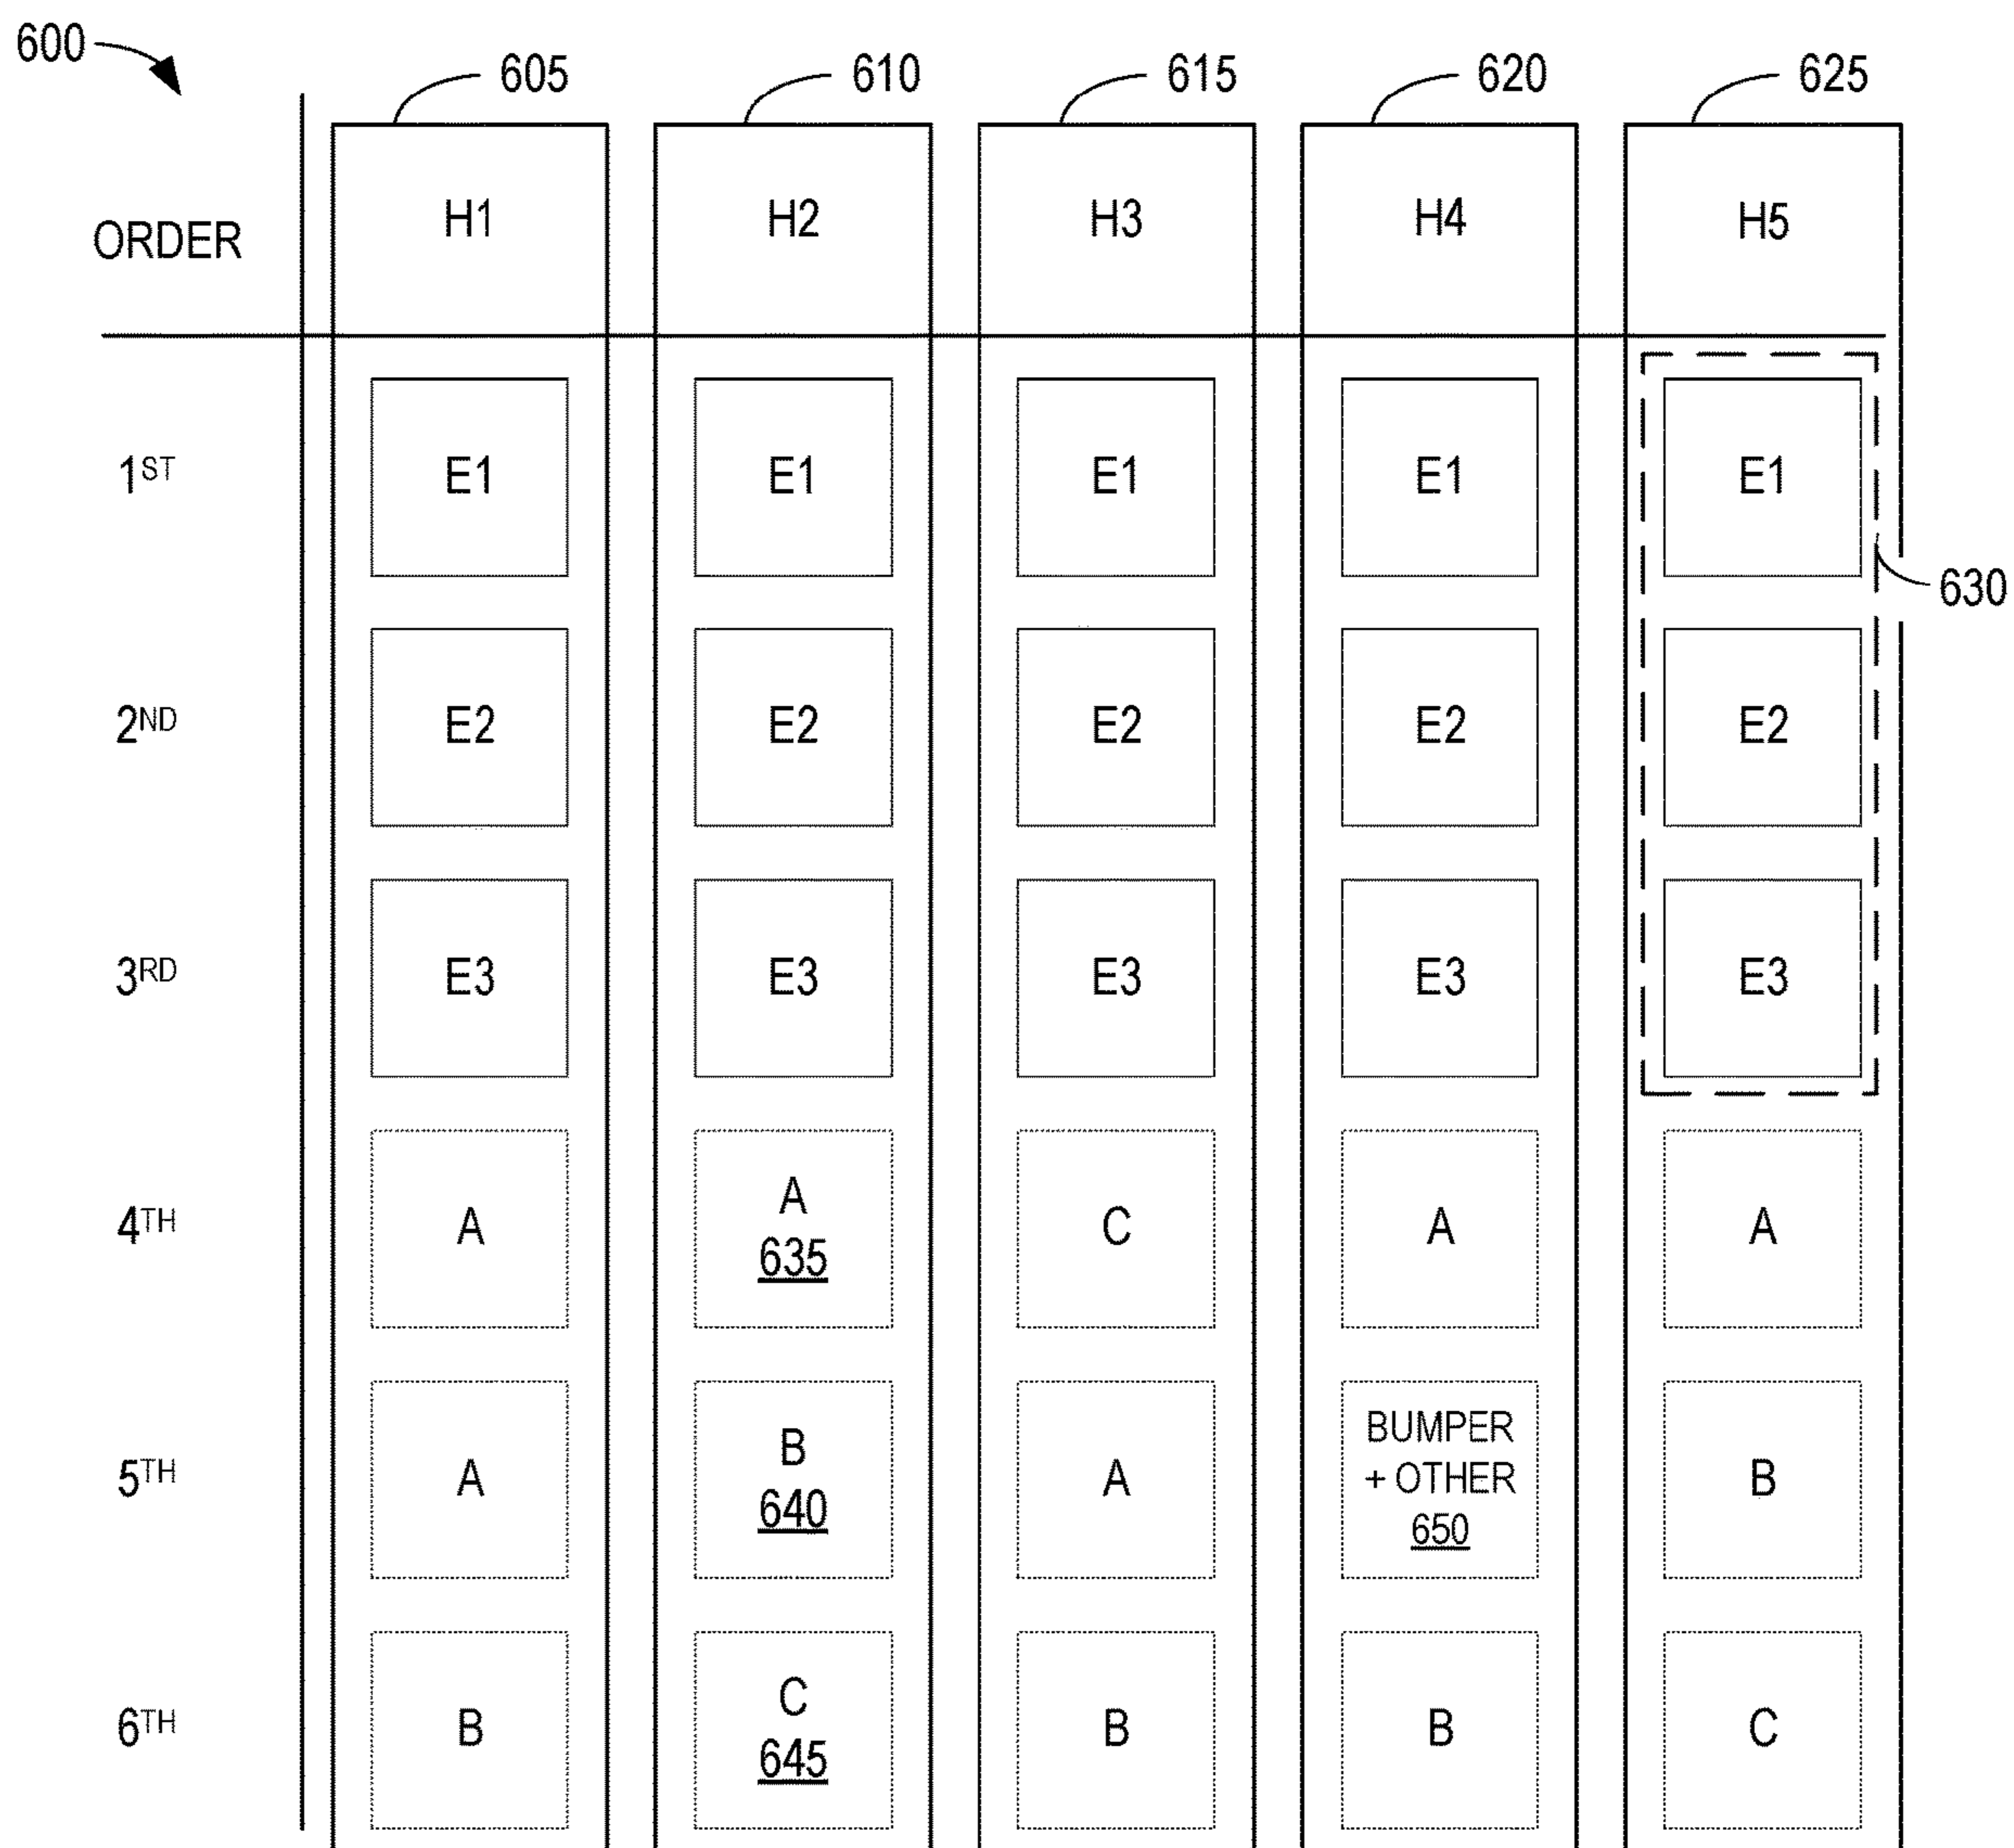 600
605 610 615 620 625
ORDER H1 H2 H3 H4 H5
1ST E1 E1 E1 E1 E1
630
2ND E2 E2 E2 E2 E2
3RD E3 E3 E3 E3 E3
4TH A A C A A
635
5TH A B A BUMPER B
+ OTHER
640 650
6TH B C B B C
645